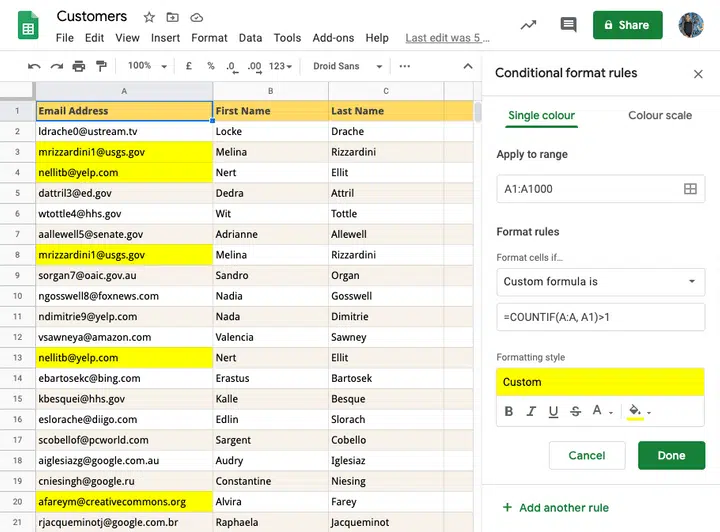 Customers
File Edit View Insert Format Data Tools Add-ons Help Last edit was 5 …
Share
100% £ % .0 .00 123 Droid Sans
Conditional format rules
Single colour Colour scale
Apply to range
A1:A1000
Format rules
Format cells if…
Custom formula is
=COUNTIF(A:A, A1)>1
Formatting style
Custom
B I U S A
Cancel Done
Add another rule
A B C
1 Email Address First Name Last Name
2 ldrache0@ustream.tv Locke Drache
3 mrizzardini1@usgs.gov Melina Rizzardini
4 nellitb@yelp.com Nert Ellit
5 dattril3@ed.gov Dedra Attril
6 wtottle4@hhs.gov Wit Tottle
7 aallewell5@senate.gov Adrianne Allewell
8 mrizzardini1@usgs.gov Melina Rizzardini
9 sorgan7@oaic.gov.au Sandro Organ
10 ngosswell8@foxnews.com Nadia Gosswell
11 ndimitrie9@yelp.com Nada Dimitrie
12 vsawneya@amazon.com Valencia Sawney
13 nellitb@yelp.com Nert Ellit
14 ebartosekc@bing.com Erastus Bartosek
15 kbesquei@hhs.gov Kalle Besque
16 eslorache@diigo.com Edlin Slorach
17 scobellof@pcworld.com Sargent Cobello
18 aiglesiazg@google.com.au Audry Iglesiaz
19 cniesingh@google.ru Constantine Niesing
20 afareym@creativecommons.org Alvira Farey
21 rjacqueminotj@google.com.br Raphaela Jacqueminot